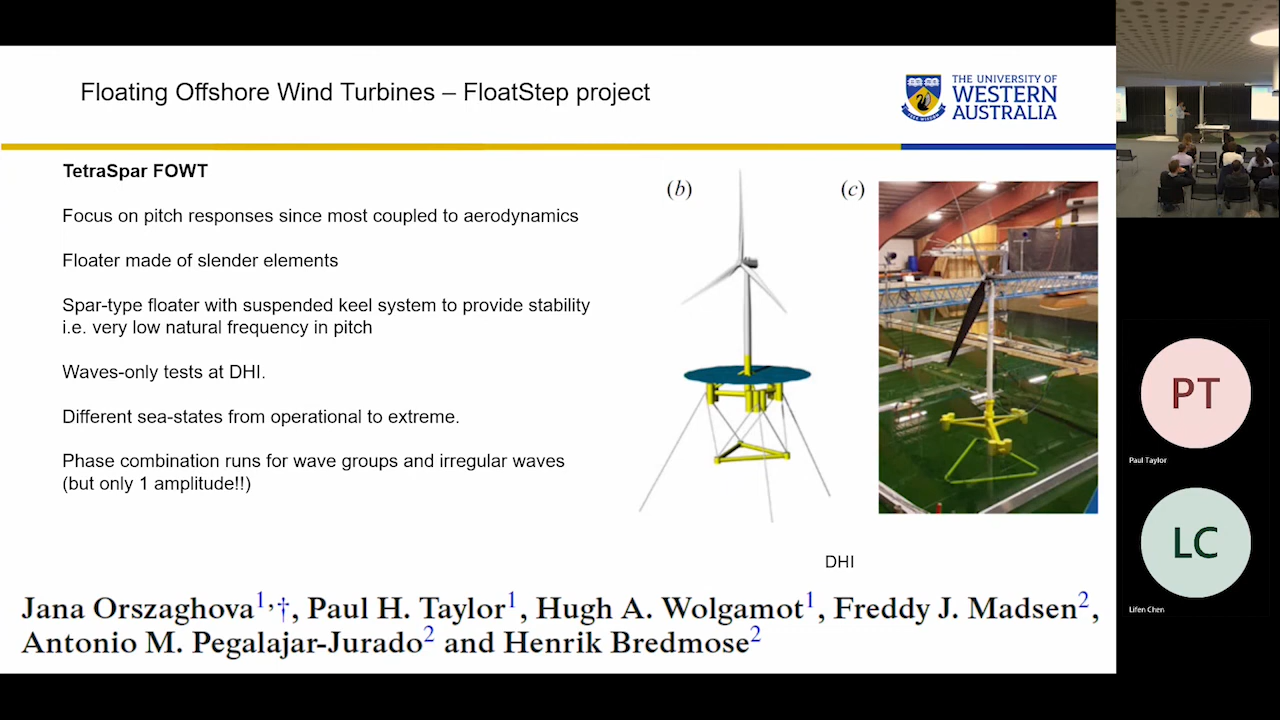 Floating Offshore Wind Turbines – FloatStep project
THE UNIVERSITY OF
WESTERN
AUSTRALIA
TetraSpar FOWT
Focus on pitch responses since most coupled to aerodynamics
Floater made of slender elements
Spar-type floater with suspended keel system to provide stability
i.e. very low natural frequency in pitch
Waves-only tests at DHI.
Different sea-states from operational to extreme.
Phase combination runs for wave groups and irregular waves
(but only 1 amplitude!!)
(b)
(c)
DHI
Jana Orszaghova1,†, Paul H. Taylor1, Hugh A. Wolgamot1, Freddy J. Madsen2,
Antonio M. Pegalajar-Jurado2 and Henrik Bredmose2
PT
Paul Taylor
LC
Lifen Chen